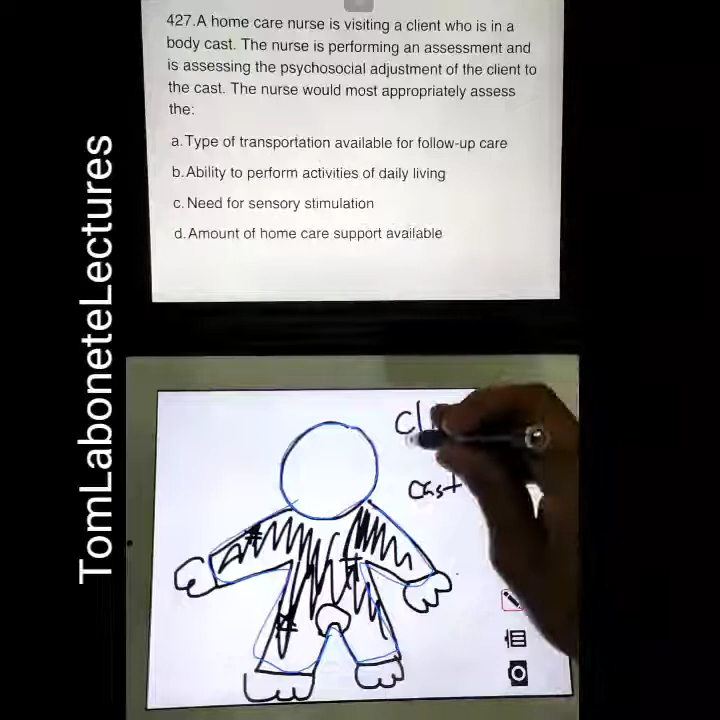 427.A home care nurse is visiting a client who is in a
body cast. The nurse is performing an assessment and
is assessing the psychosocial adjustment of the client to
the cast. The nurse would most appropriately assess
the:
a. Type of transportation available for follow-up care
b. Ability to perform activities of daily living
c. Need for sensory stimulation
d. Amount of home care support available
TomLaboneteLectures
cast